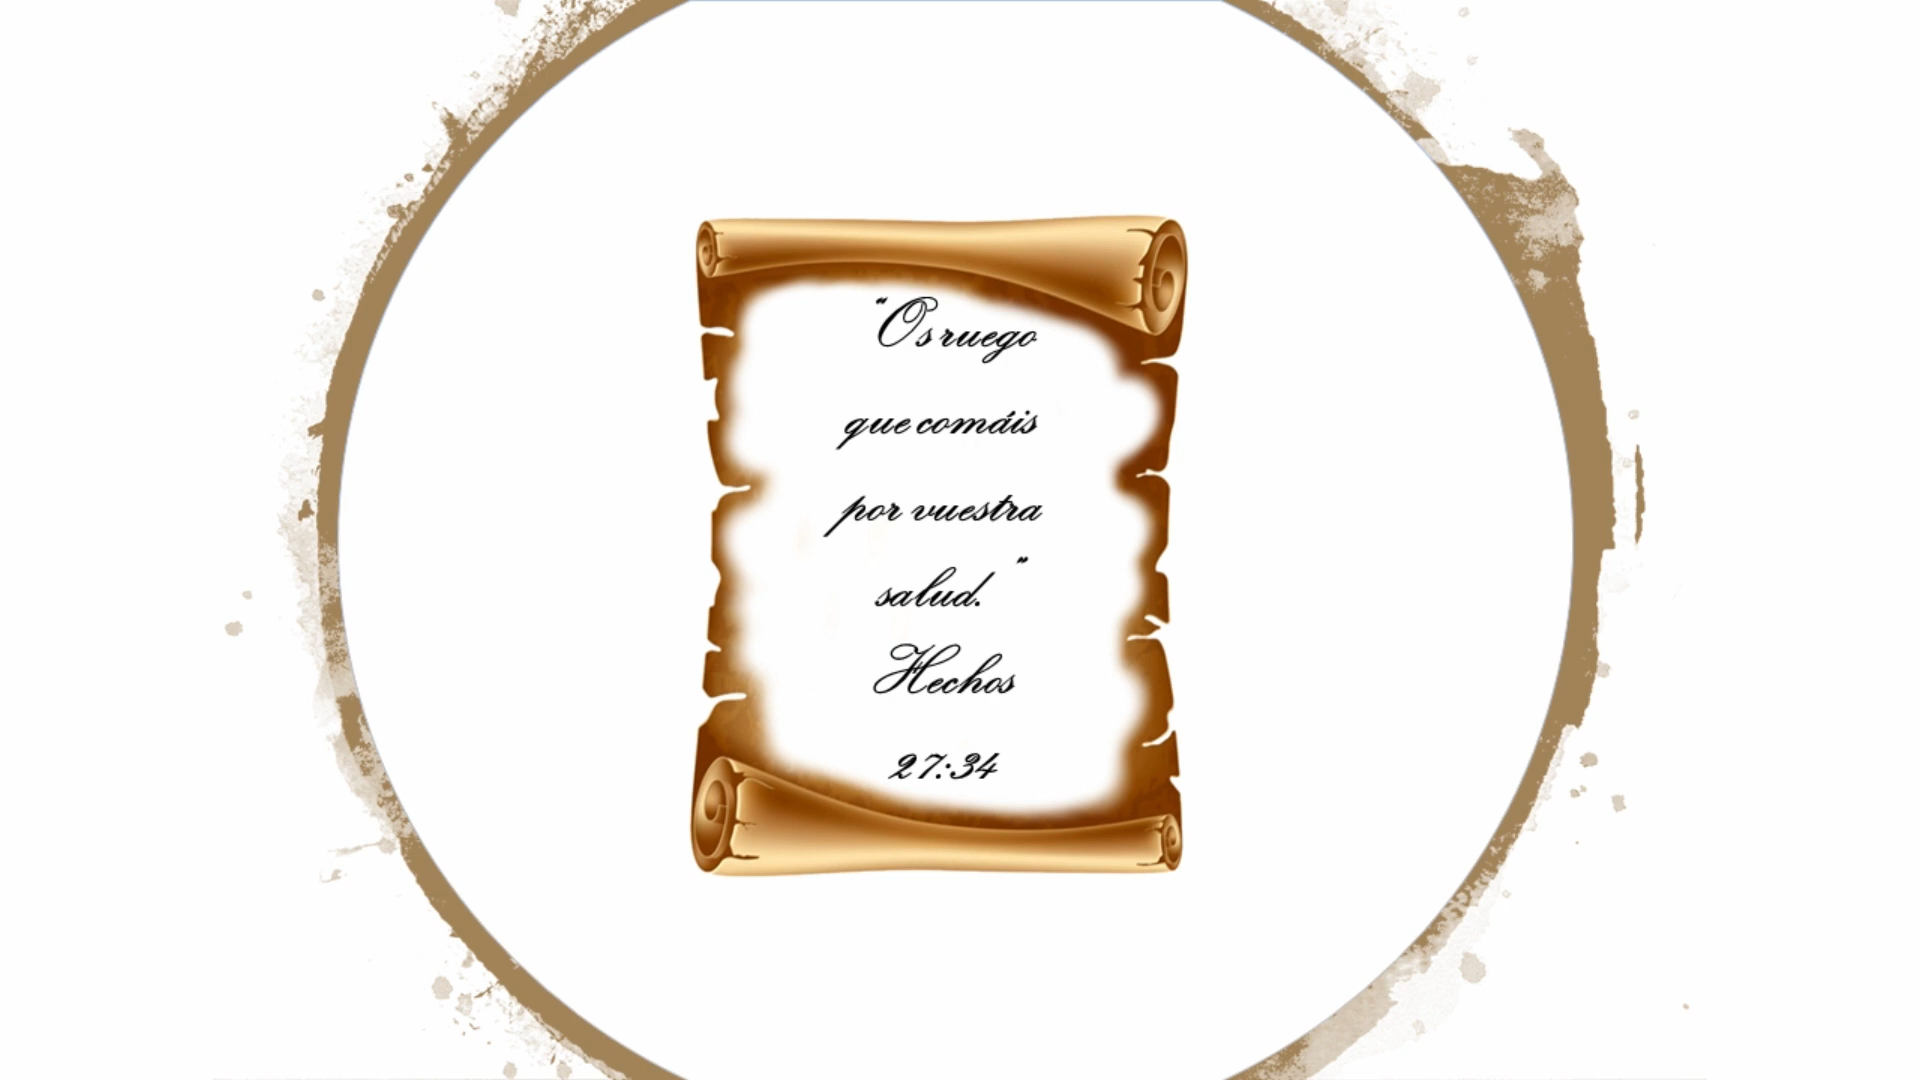 "Os ruego
que comáis
por vuestra
salud. "
Hechos
27:34